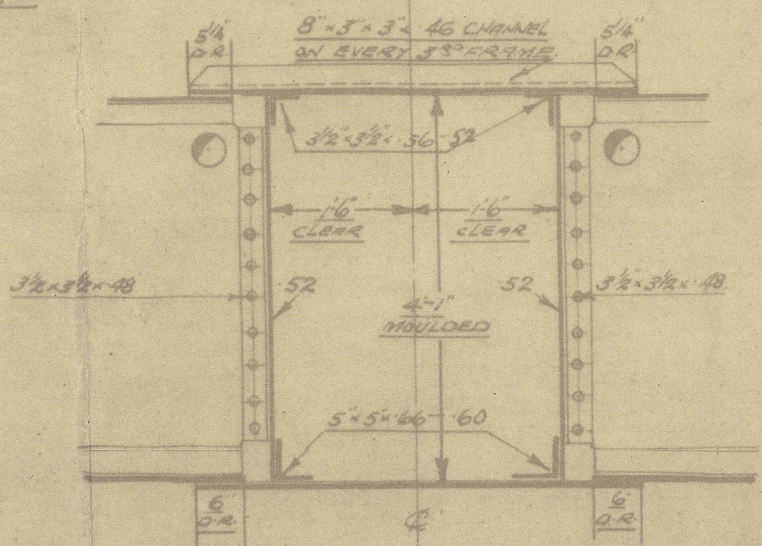 5¼"
D.R.
8" × 3" × 3" × .46 CHANNEL
ON EVERY 3RD FRAME.
5¼"
D.R.
3½" × 3½" × .56-.52
1'-6"
CLEAR
1'-6"
CLEAR
3½ × 3½ × .48
.52
4'-1"
MOULDED
.52
3½" × 3½ × .48
5" × 5" × .66 - .60
6"
D.R.
℄
6"
D.R.